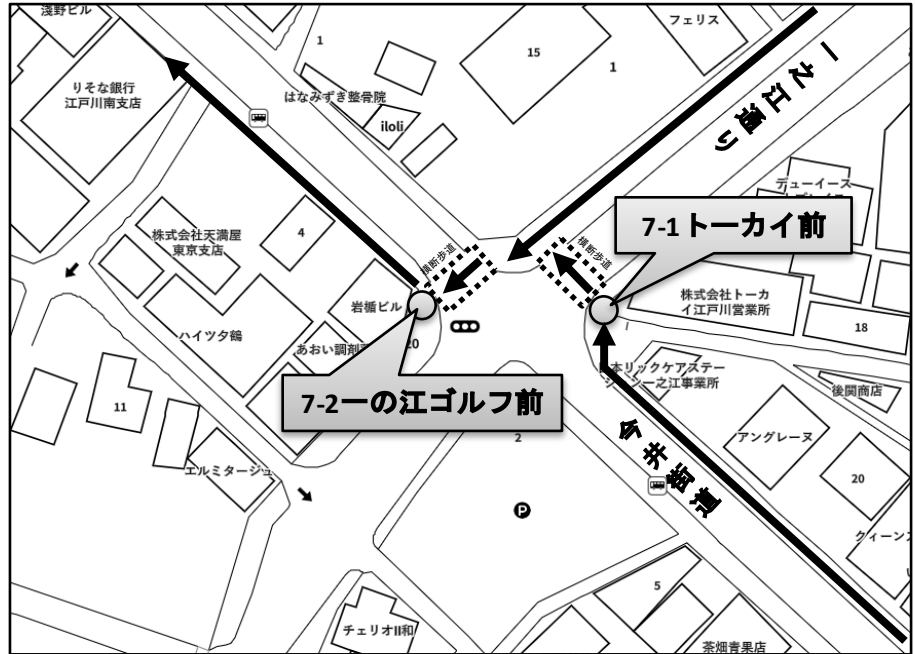 浅野ビル
フェリス
1
15
1
りそな銀行
江戸川南支店
はなみずき整骨院
iloli
一之江通り
デューイース
7-1トーカイ前
株式会社天満屋
東京支店
4
横断歩道
横断歩道
株式会社トーカ
イ江戸川営業所
岩楯ビル
18
ハイツタ鶴
あおい調剤
20
本リックケアステー
ション一之江事業所
後関商店
7-2一の江ゴルフ前
11
2
今井街道
アングレーヌ
20
エルミタージュ
P
クィーンズ
5
チェリオII和
茶畑青果店